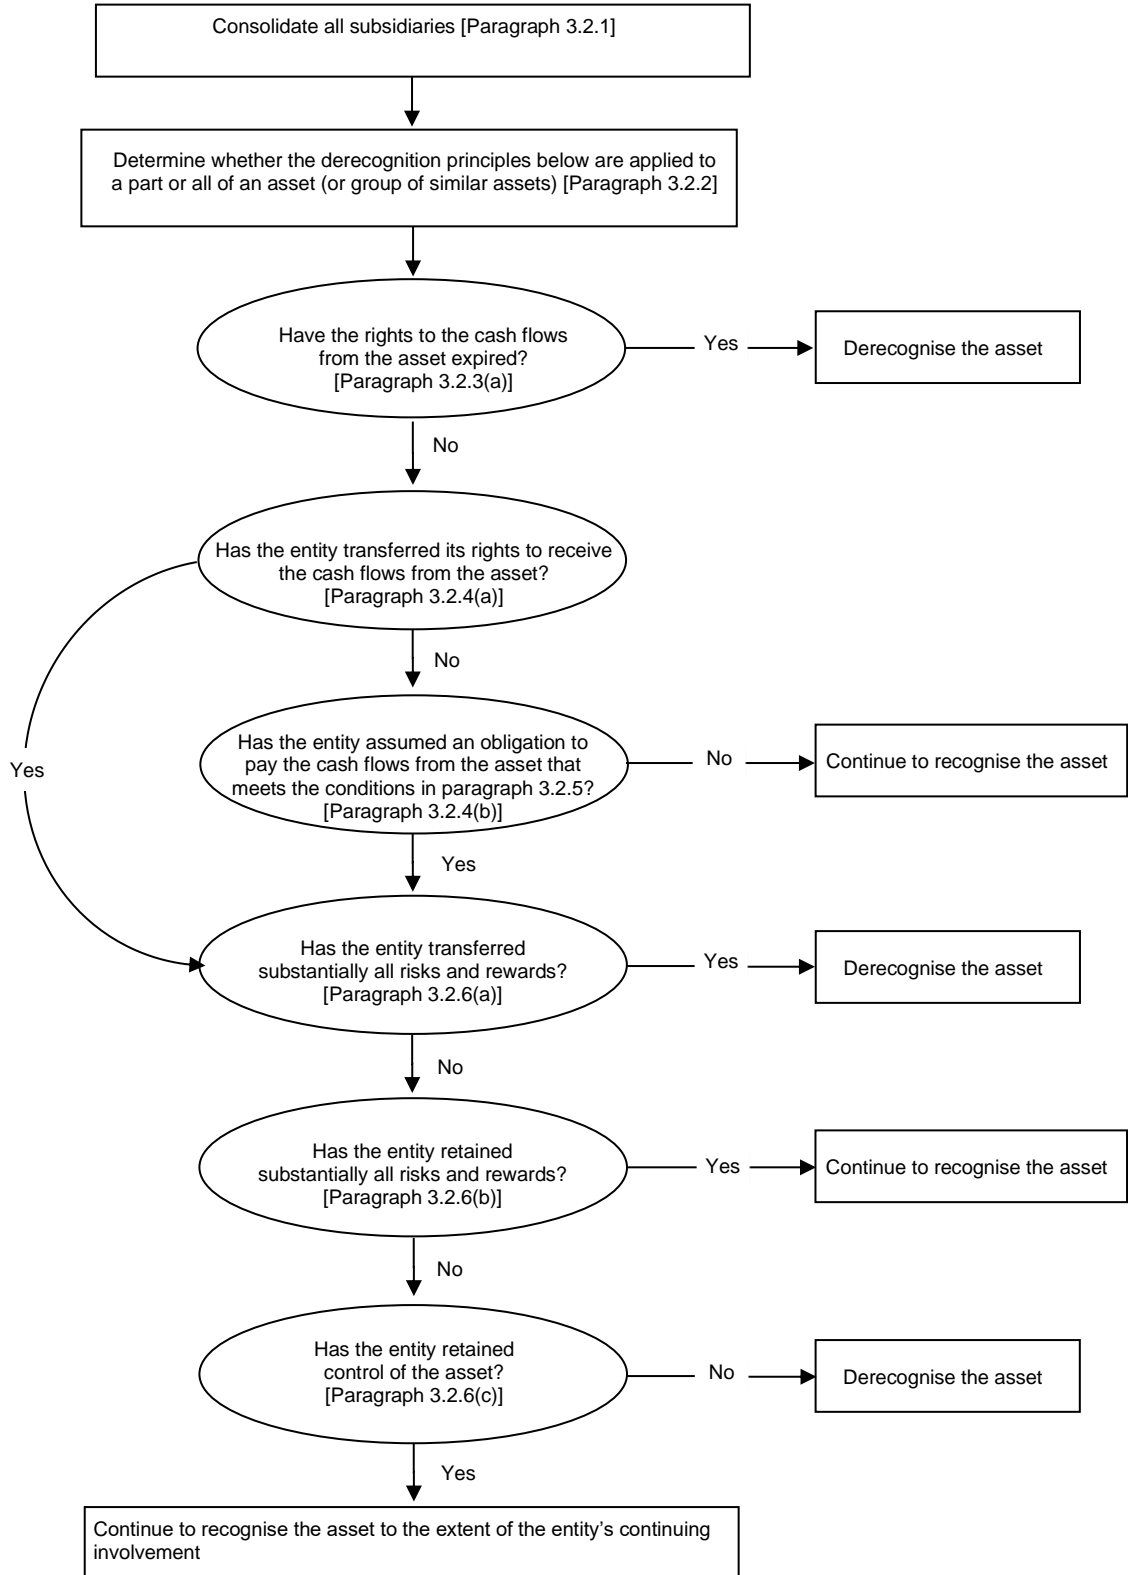 Consolidate all subsidiaries [Paragraph 3.2.1]
Determine whether the derecognition principles below are applied to
a part or all of an asset (or group of similar assets) [Paragraph 3.2.2]
Have the rights to the cash flows
from the asset expired?
[Paragraph 3.2.3(a)]
Yes
Derecognise the asset
No
Has the entity transferred its rights to receive
the cash flows from the asset?
[Paragraph 3.2.4(a)]
No
Yes
Has the entity assumed an obligation to
pay the cash flows from the asset that
meets the conditions in paragraph 3.2.5?
[Paragraph 3.2.4(b)]
No
Continue to recognise the asset
Yes
Has the entity transferred
substantially all risks and rewards?
[Paragraph 3.2.6(a)]
Yes
Derecognise the asset
No
Has the entity retained
substantially all risks and rewards?
[Paragraph 3.2.6(b)]
Yes
Continue to recognise the asset
No
Has the entity retained
control of the asset?
[Paragraph 3.2.6(c)]
No
Derecognise the asset
Yes
Continue to recognise the asset to the extent of the entity’s continuing
involvement